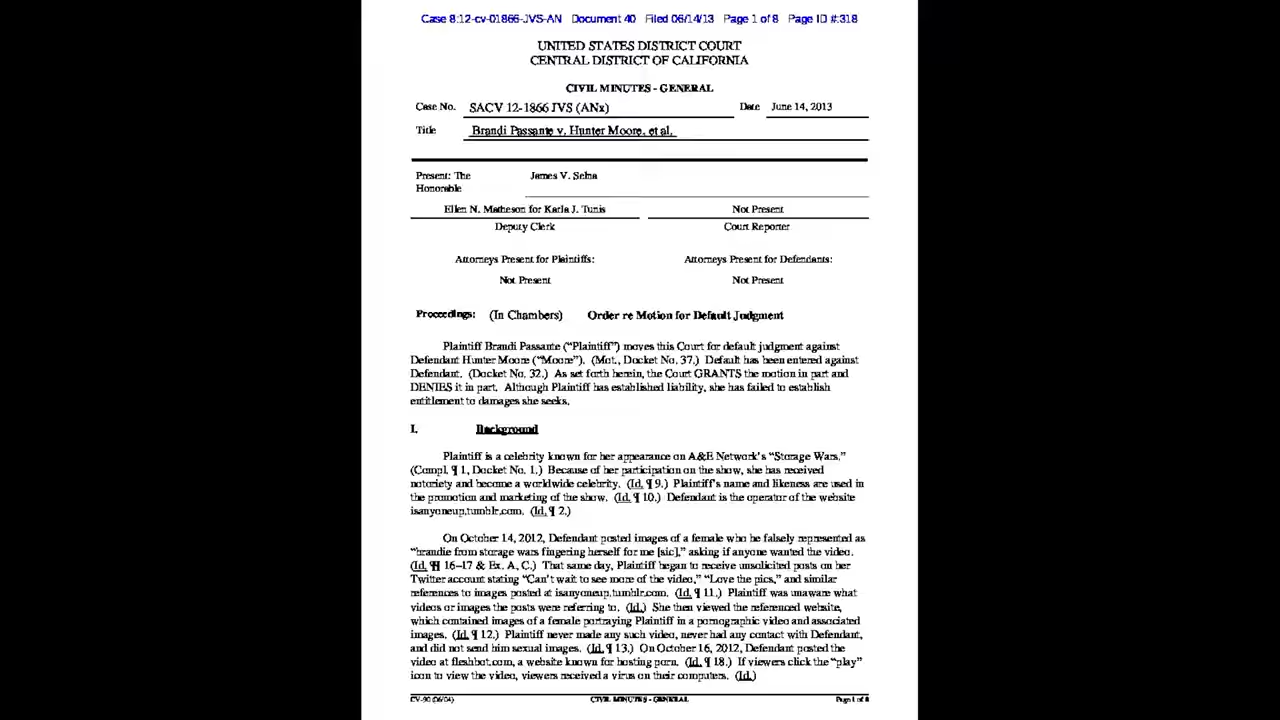 Case 8:12-cv-01866-JVS-AN Document 40 Filed 06/14/13 Page 1 of 8 Page ID #:318
UNITED STATES DISTRICT COURT
CENTRAL DISTRICT OF CALIFORNIA
CIVIL MINUTES - GENERAL
Case No. SACV 12-1866 JVS (ANx) Date June 14, 2013
Title Brandi Passante v. Hunter Moore, et al.
Present: The James V. Selna
Honorable
Ellen N. Matheson for Karla J. Tunis Not Present
Deputy Clerk Court Reporter
Attorneys Present for Plaintiffs: Attorneys Present for Defendants:
Not Present Not Present
Proceedings: (In Chambers) Order re Motion for Default Judgment
Plaintiff Brandi Passante (“Plaintiff”) moves this Court for default judgment against
Defendant Hunter Moore (“Moore”). (Mot., Docket No. 37.) Default has been entered against
Defendant. (Docket No. 32.) As set forth herein, the Court GRANTS the motion in part and
DENIES it in part. Although Plaintiff has established liability, she has failed to establish
entitlement to damages she seeks.
I. Background
Plaintiff is a celebrity known for her appearance on A&E Network’s “Storage Wars.”
(Compl. ¶ 1, Docket No. 1.) Because of her participation on the show, she has received
notoriety and become a worldwide celebrity. (Id. ¶ 9.) Plaintiff’s name and likeness are used in
the promotion and marketing of the show. (Id. ¶ 10.) Defendant is the operator of the website
isanyoneup.tumblr.com. (Id. ¶ 2.)
On October 14, 2012, Defendant posted images of a female who he falsely represented as
“brandie from storage wars fingering herself for me [sic],” asking if anyone wanted the video.
(Id. ¶¶ 16–17 & Ex. A, C.) That same day, Plaintiff began to receive unsolicited posts on her
Twitter account stating “Can’t wait to see more of the video,” “Love the pics,” and similar
references to images posted at isanyoneup.tumblr.com. (Id. ¶ 11.) Plaintiff was unaware what
videos or images the posts were referring to. (Id.) She then viewed the referenced website,
which contained images of a female portraying Plaintiff in a pornographic video and associated
images. (Id. ¶ 12.) Plaintiff never made any such video, never had any contact with Defendant,
and did not send him sexual images. (Id. ¶ 13.) On October 16, 2012, Defendant posted the
video at fleshbot.com, a website known for hosting porn. (Id. ¶ 18.) If viewers click the “play”
icon to view the video, viewers received a virus on their computers. (Id.)
CV-90 (06/04) CIVIL MINUTES - GENERAL Page 1 of 8